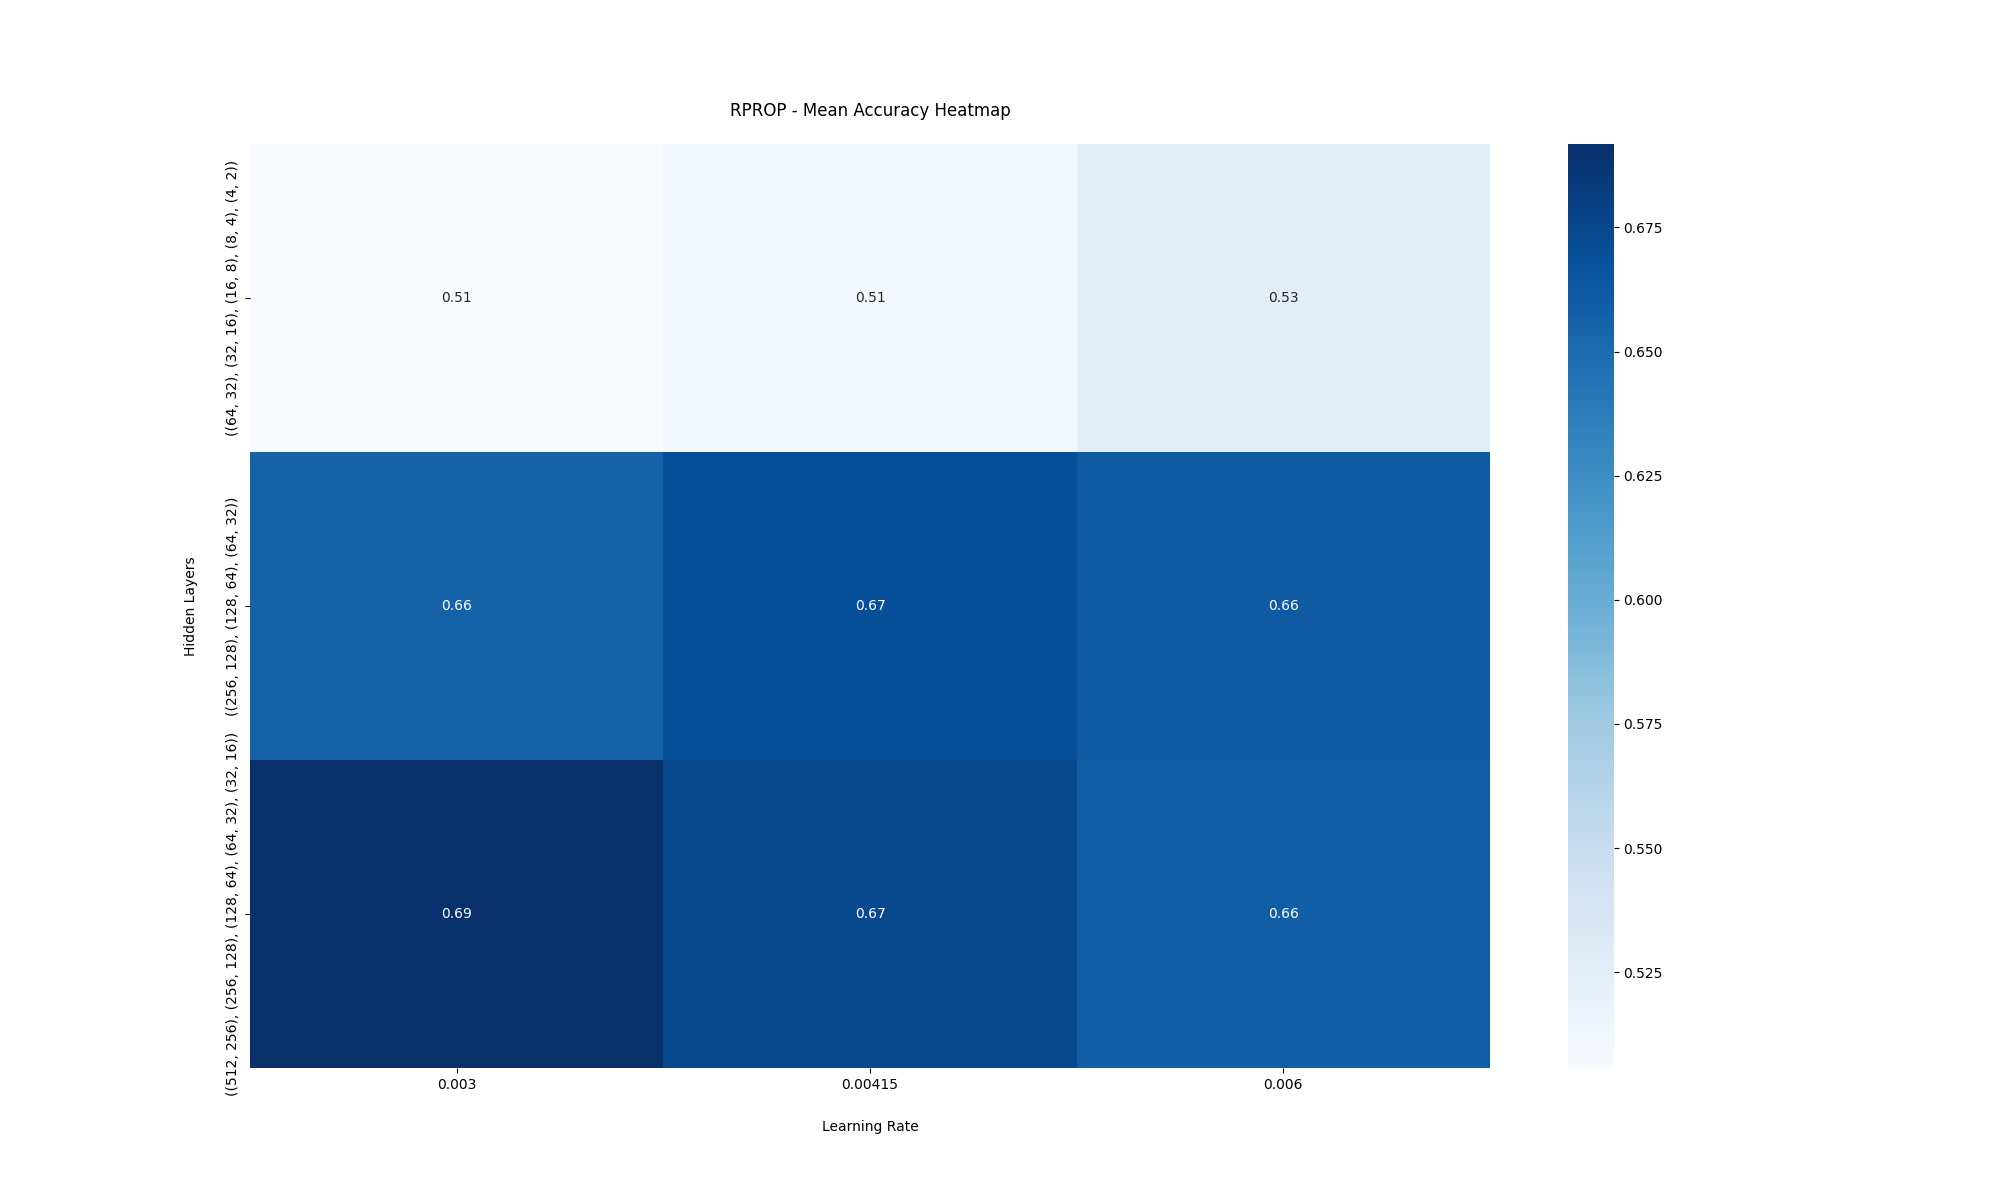 RPROP - Mean Accuracy Heatmap
Hidden Layers
((64, 32), (32, 16), (16, 8), (8, 4), (4, 2))
0.51 0.51 0.53
((256, 128), (128, 64), (64, 32))
0.66 0.67 0.66
((512, 256), (256, 128), (128, 64), (64, 32), (32, 16))
0.69 0.67 0.66
0.003 0.00415 0.006
Learning Rate
0.675
0.650
0.625
0.600
0.575
0.550
0.525